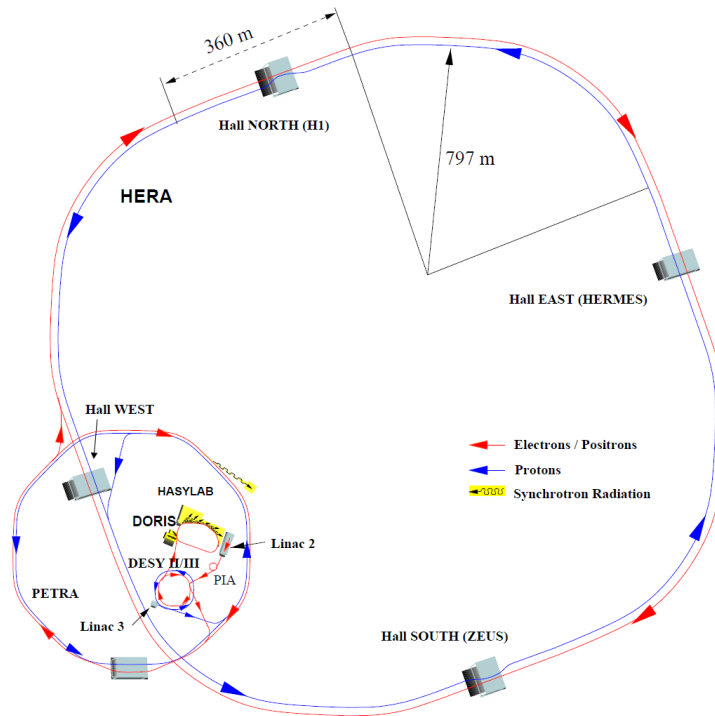 360 m
Hall NORTH (H1)
797 m
HERA
Hall EAST (HERMES)
Hall WEST
Electrons / Positrons
Protons
Synchrotron Radiation
HASYLAB
DORIS
Linac 2
DESY II/III
PIA
PETRA
Linac 3
Hall SOUTH (ZEUS)